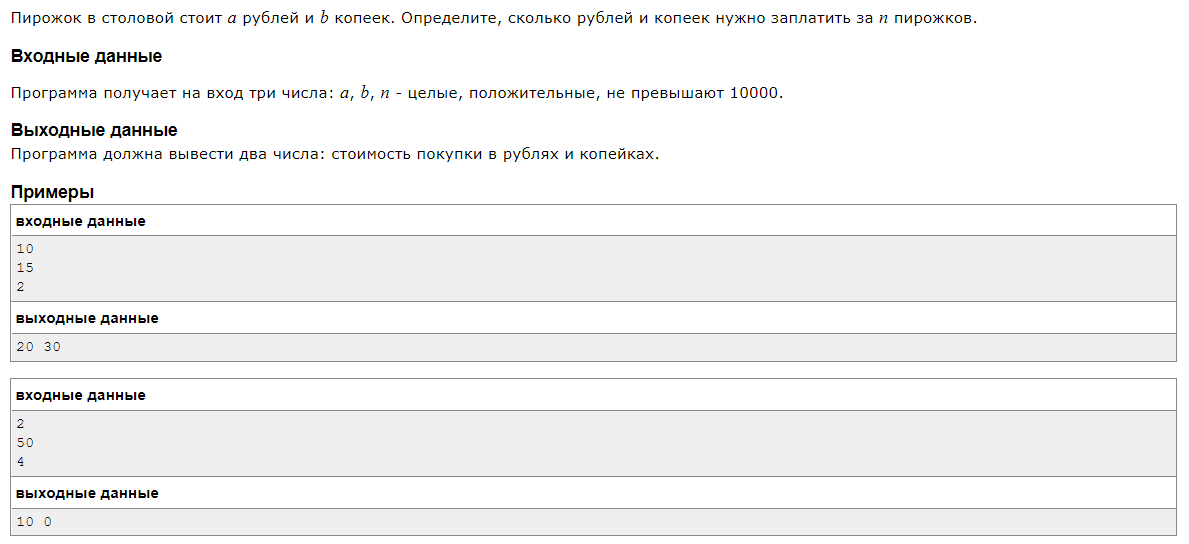 Пирожок в столовой стоит a рублей и b копеек. Определите, сколько рублей и копеек нужно заплатить за n пирожков.
Входные данные
Программа получает на вход три числа: a, b, n - целые, положительные, не превышают 10000.
Выходные данные
Программа должна вывести два числа: стоимость покупки в рублях и копейках.
Примеры
входные данные
10
15
2
выходные данные
20 30
входные данные
2
50
4
выходные данные
10 0